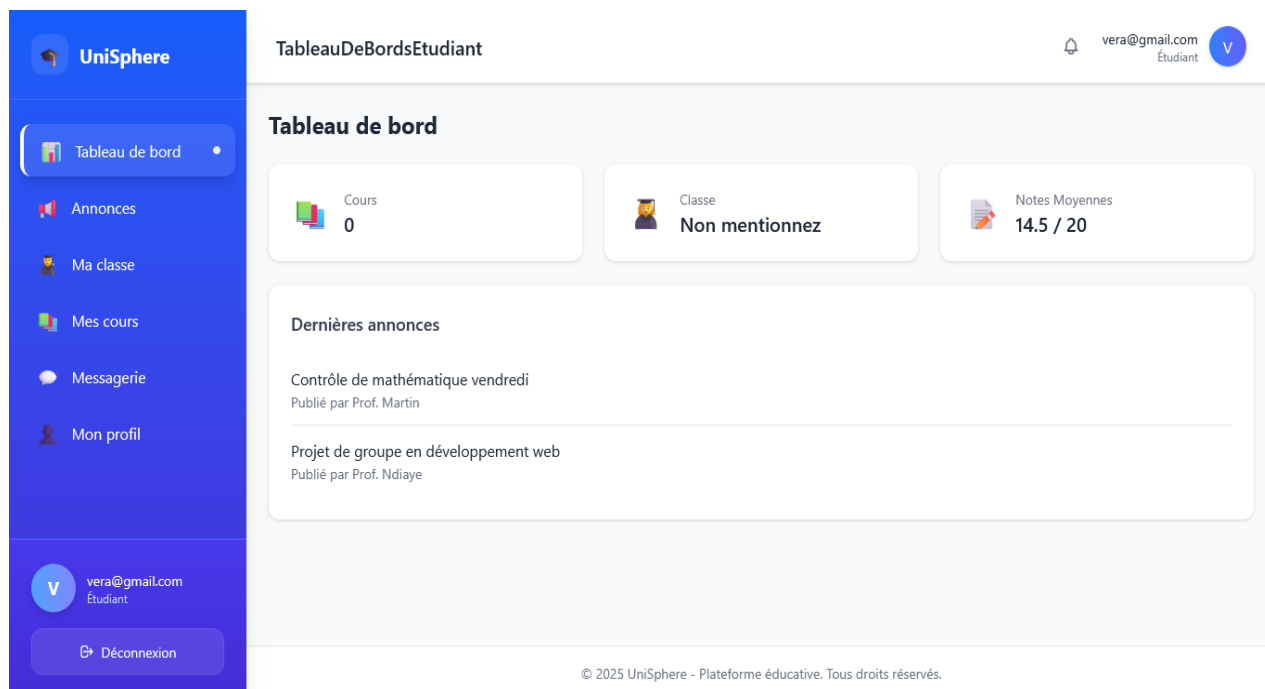 UniSphere
Tableau de bord
Annonces
Ma classe
Mes cours
Messagerie
Mon profil
V
vera@gmail.com
Étudiant
Déconnexion
TableauDeBordsEtudiant
vera@gmail.com
Étudiant
V
Tableau de bord
Cours
0
Classe
Non mentionnez
Notes Moyennes
14.5 / 20
Dernières annonces
Contrôle de mathématique vendredi
Publié par Prof. Martin
Projet de groupe en développement web
Publié par Prof. Ndiaye
© 2025 UniSphere - Plateforme éducative. Tous droits réservés.